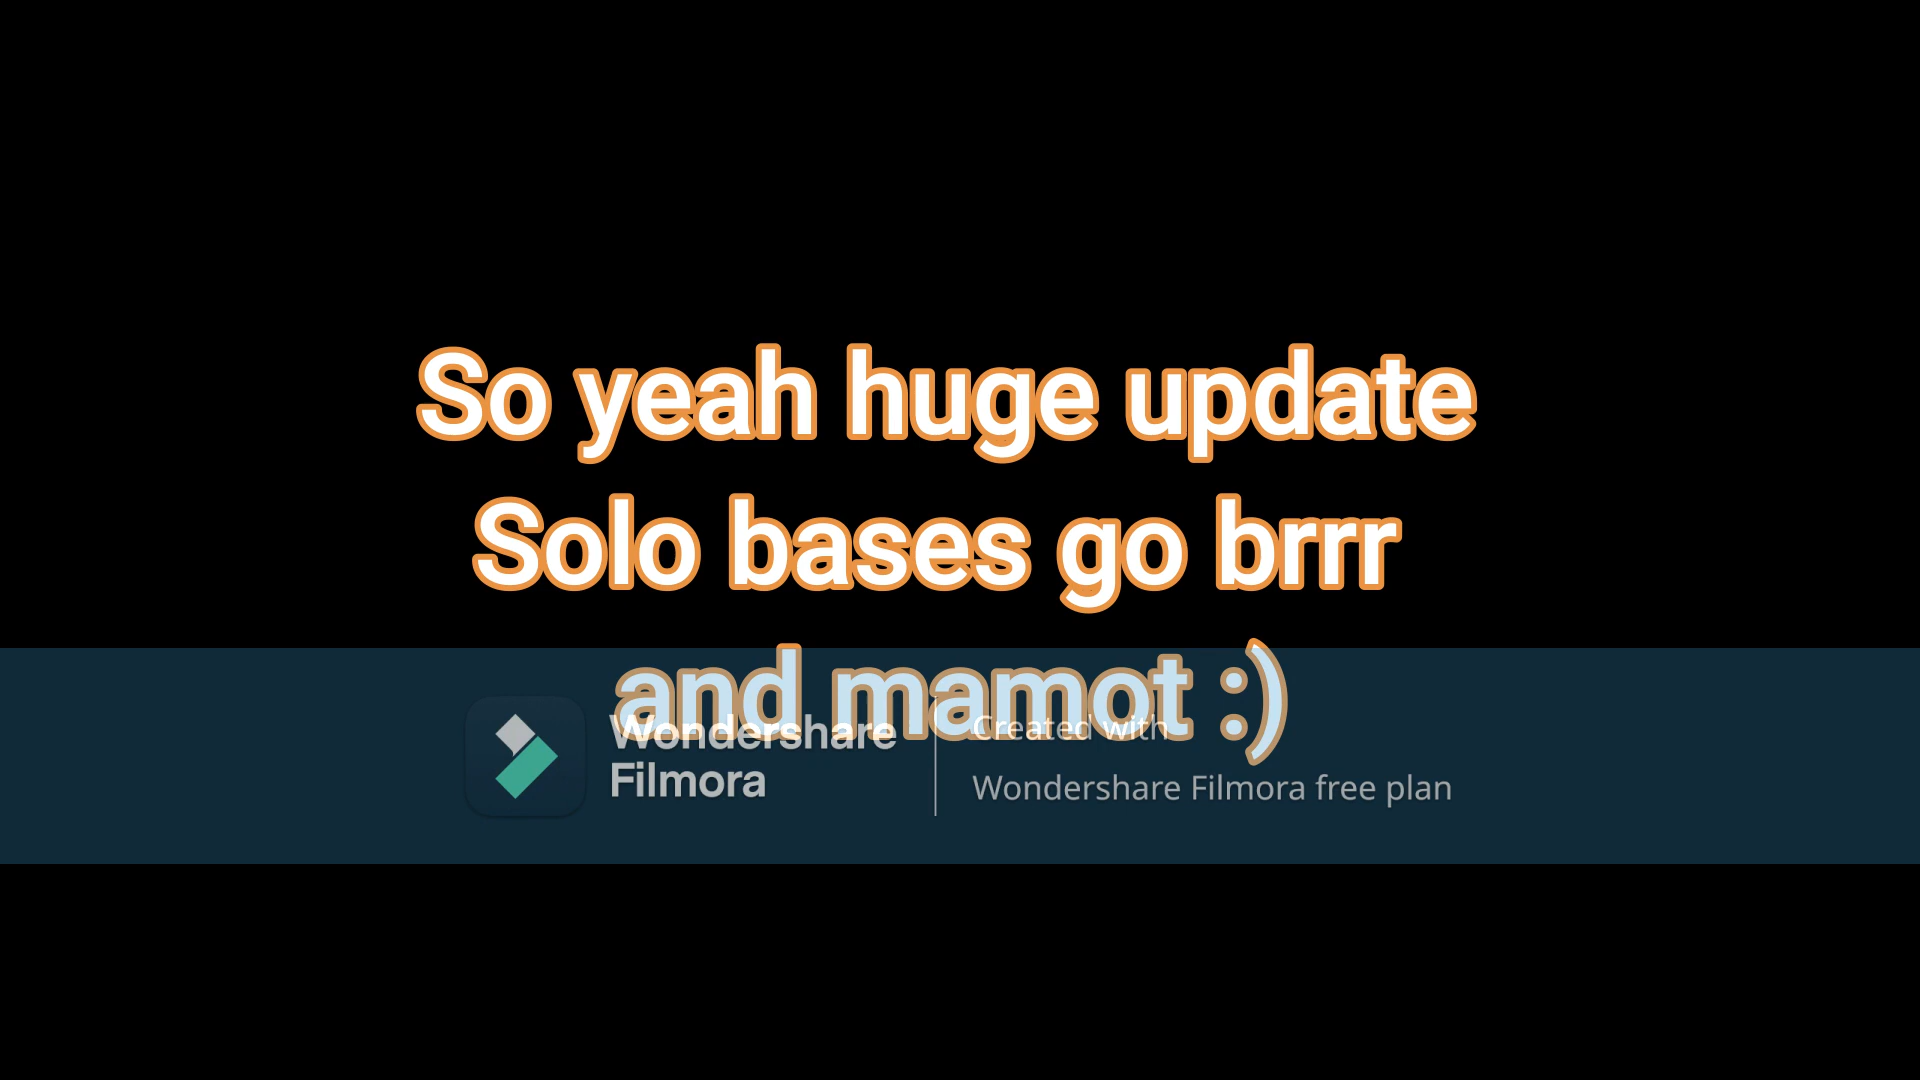 So yeah huge update
Solo bases go brrr
and mamot :)
Wondershare
Filmora
Created with
Wondershare Filmora free plan